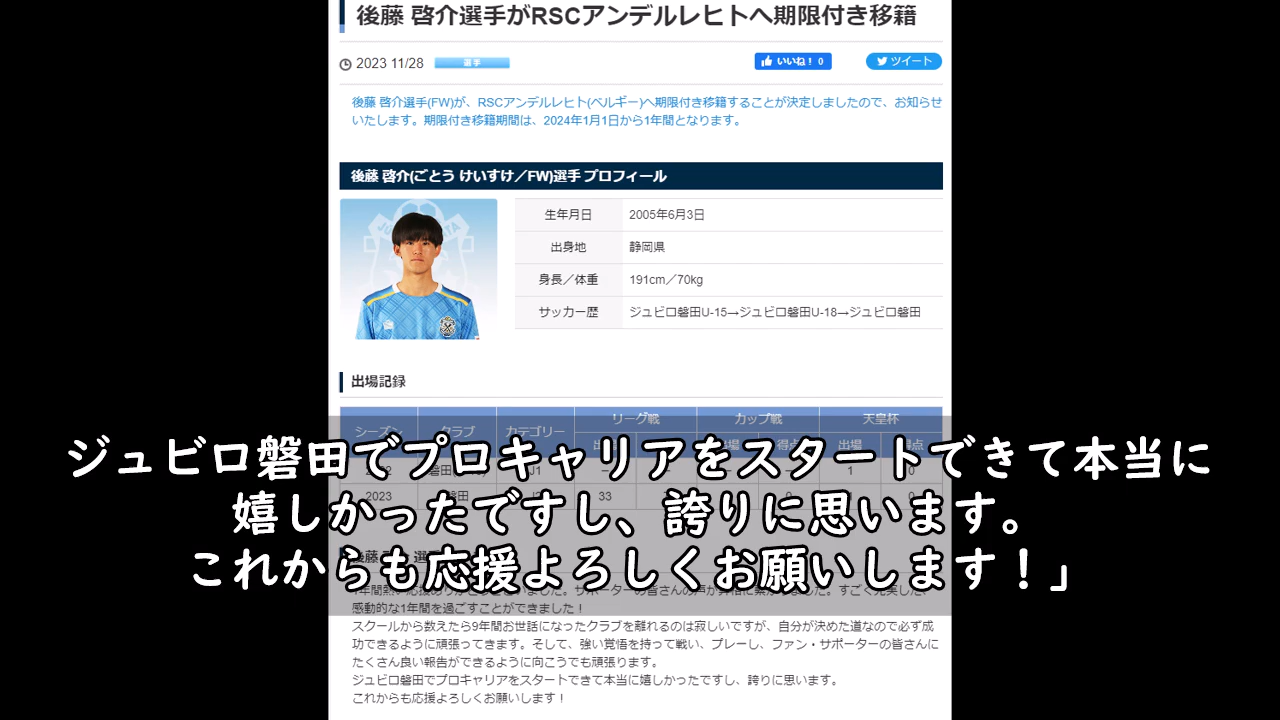 後藤 啓介選手がRSCアンデルレヒトへ期限付き移籍
2023 11/28 選手 いいね！ 0 ツイート
後藤 啓介選手(FW)が、RSCアンデルレヒト(ベルギー)へ期限付き移籍することが決定しましたので、お知らせ
いたします。期限付き移籍期間は、2024年1月1日から1年間となります。
後藤 啓介(ごとう けいすけ／FW)選手 プロフィール
生年月日 2005年6月3日
出身地 静岡県
身長／体重 191cm／70kg
サッカー歴 ジュビロ磐田U-15→ジュビロ磐田U-18→ジュビロ磐田
出場記録
リーグ戦 カップ戦 天皇杯
シーズン クラブ カテゴリー
ジュビロ磐田でプロキャリアをスタートできて本当に
嬉しかったですし、誇りに思います。
これからも応援よろしくお願いします！」
2023 磐田 33
感動的な1年間を過ごすことができました！
スクールから数えたら9年間お世話になったクラブを離れるのは寂しいですが、自分が決めた道なので必ず成
功できるように頑張ってきます。そして、強い覚悟を持って戦い、プレーし、ファン・サポーターの皆さんに
たくさん良い報告ができるように向こうでも頑張ります。
ジュビロ磐田でプロキャリアをスタートできて本当に嬉しかったですし、誇りに思います。
これからも応援よろしくお願いします！